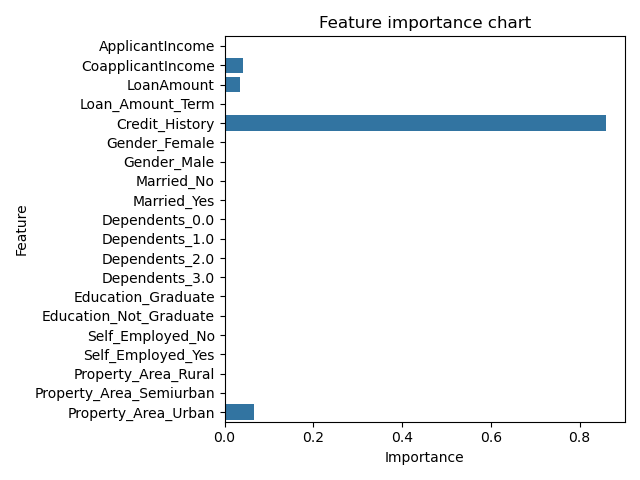 Feature importance chart
ApplicantIncome
CoapplicantIncome
LoanAmount
Loan_Amount_Term
Credit_History
Gender_Female
Gender_Male
Married_No
Married_Yes
Dependents_0.0
Dependents_1.0
Dependents_2.0
Dependents_3.0
Education_Graduate
Education_Not_Graduate
Self_Employed_No
Self_Employed_Yes
Property_Area_Rural
Property_Area_Semiurban
Property_Area_Urban
Feature
0.0 0.2 0.4 0.6 0.8
Importance